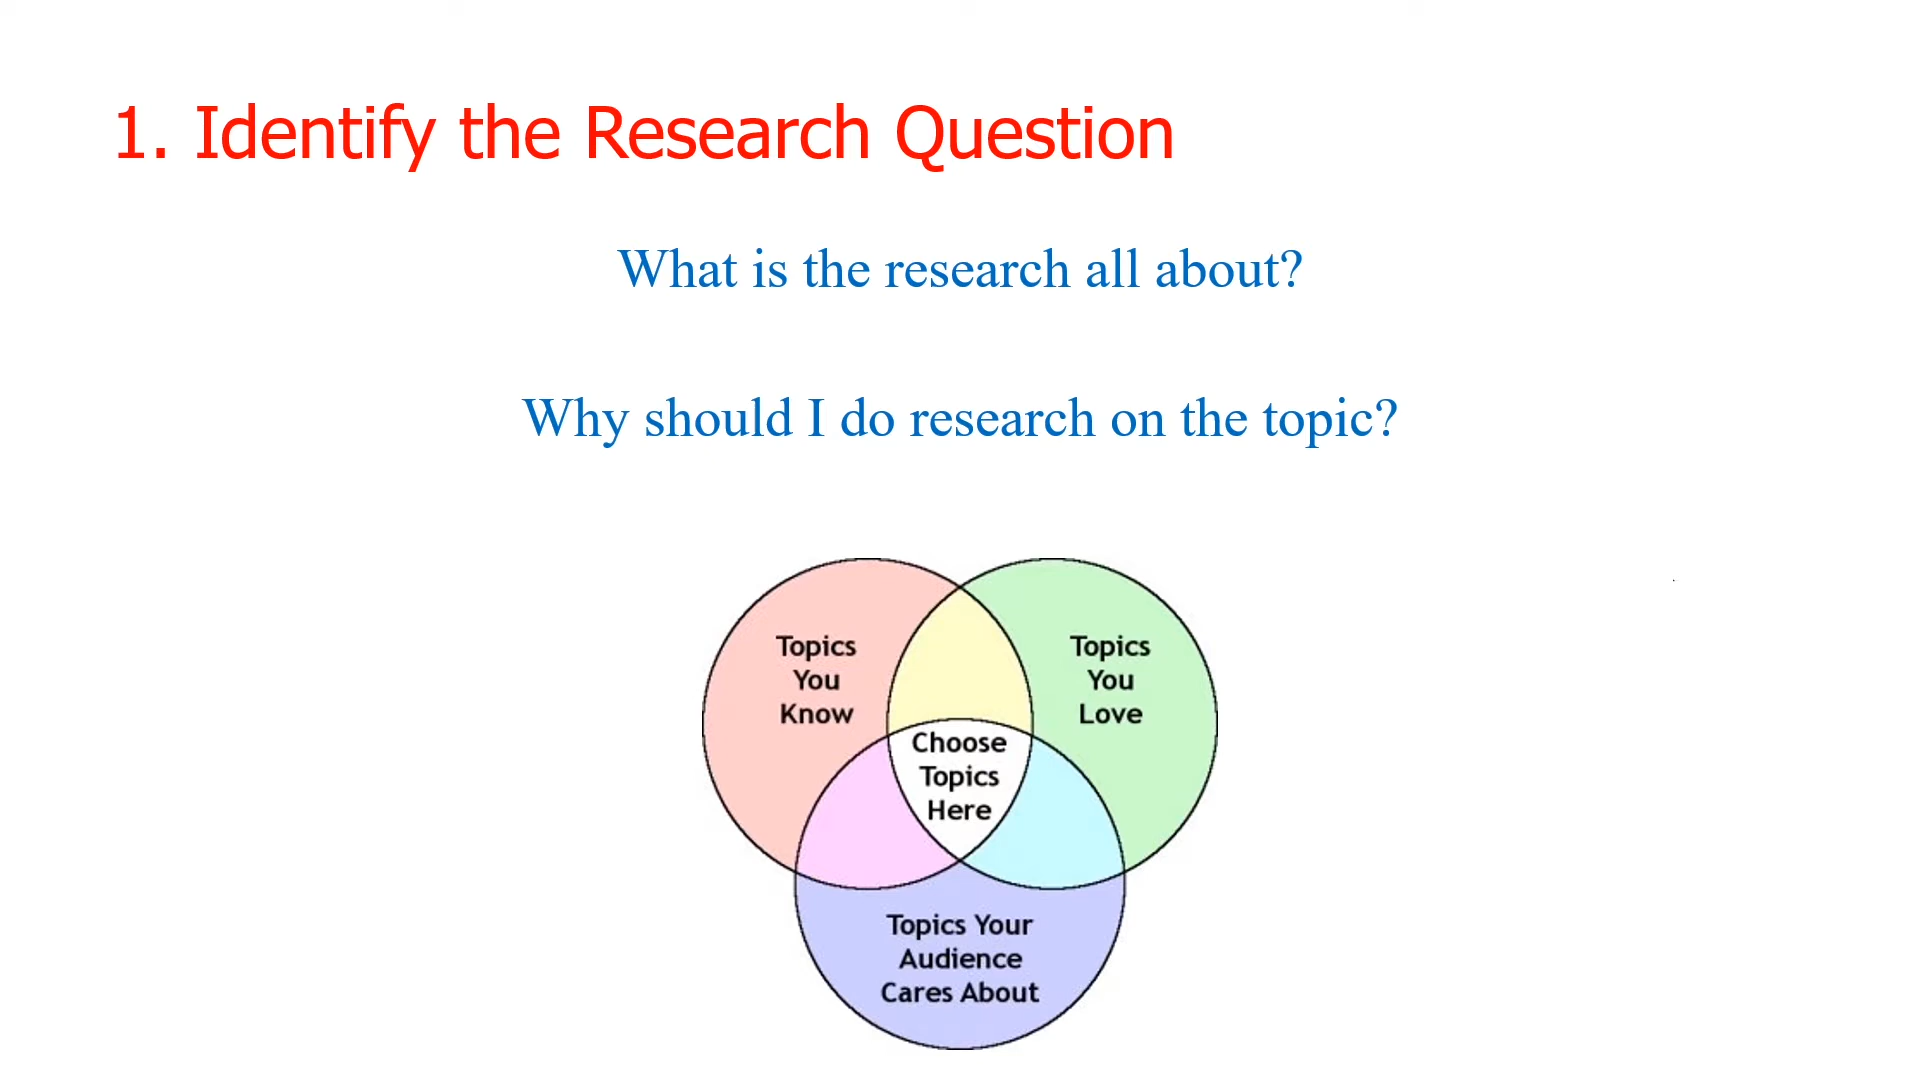 1. Identify the Research Question
What is the research all about?
Why should I do research on the topic?
Topics
You
Know
Topics
You
Love
Choose
Topics
Here
Topics Your
Audience
Cares About